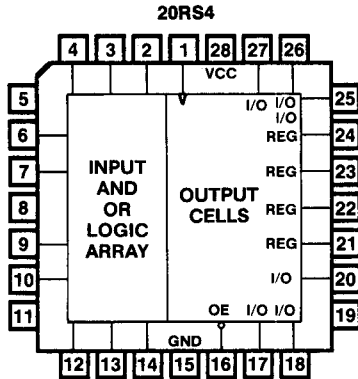 20RS4
4 3 2 1 28 27 26
VCC
5 I/O I/O 25
I/O
6 REG 24
7 INPUT REG 23
AND
OR
LOGIC
ARRAY
OUTPUT
CELLS
8 REG 22
9 REG 21
10 I/O 20
11 OE I/O I/O 19
GND
12 13 14 15 16 17 18